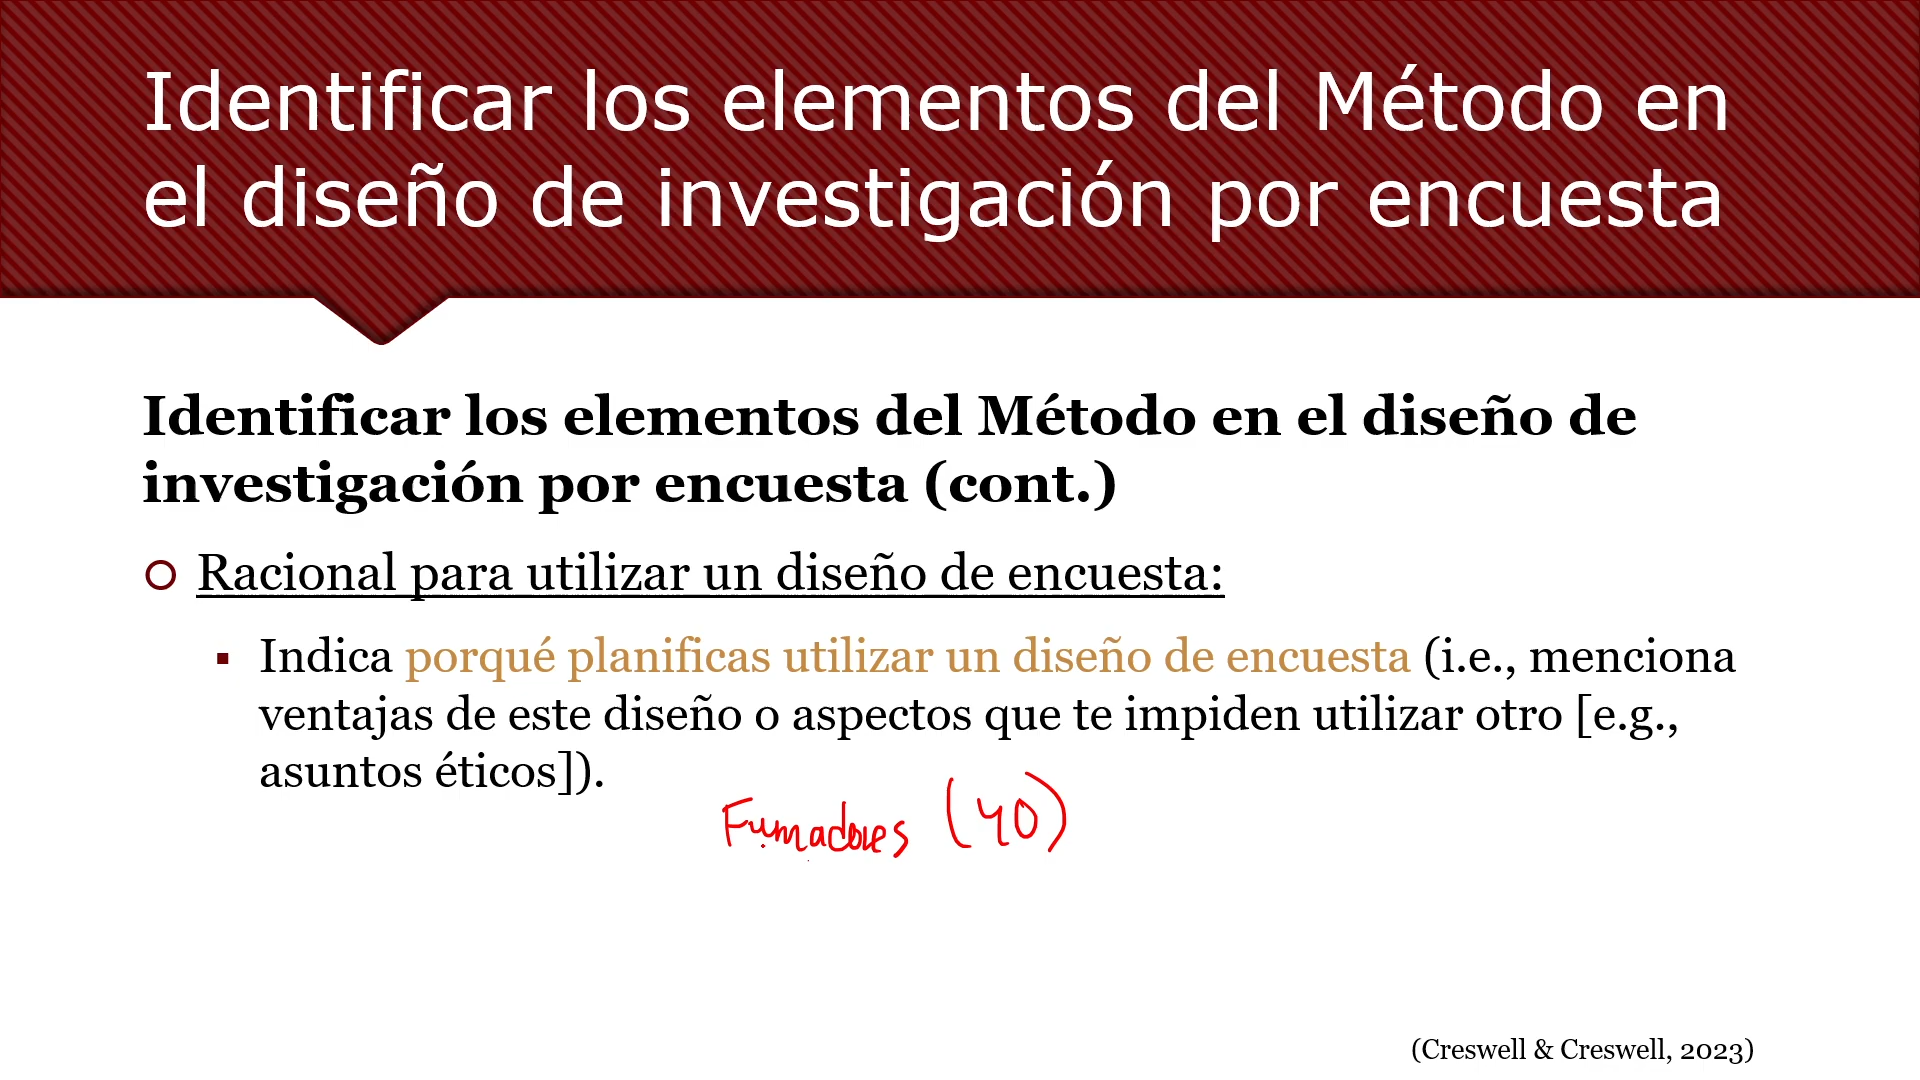 Identificar los elementos del Método en
el diseño de investigación por encuesta
Identificar los elementos del Método en el diseño de
investigación por encuesta (cont.)
Racional para utilizar un diseño de encuesta:
Indica porqué planificas utilizar un diseño de encuesta (i.e., menciona
ventajas de este diseño o aspectos que te impiden utilizar otro [e.g.,
asuntos éticos]).
Fumadores (40)
(Creswell & Creswell, 2023)